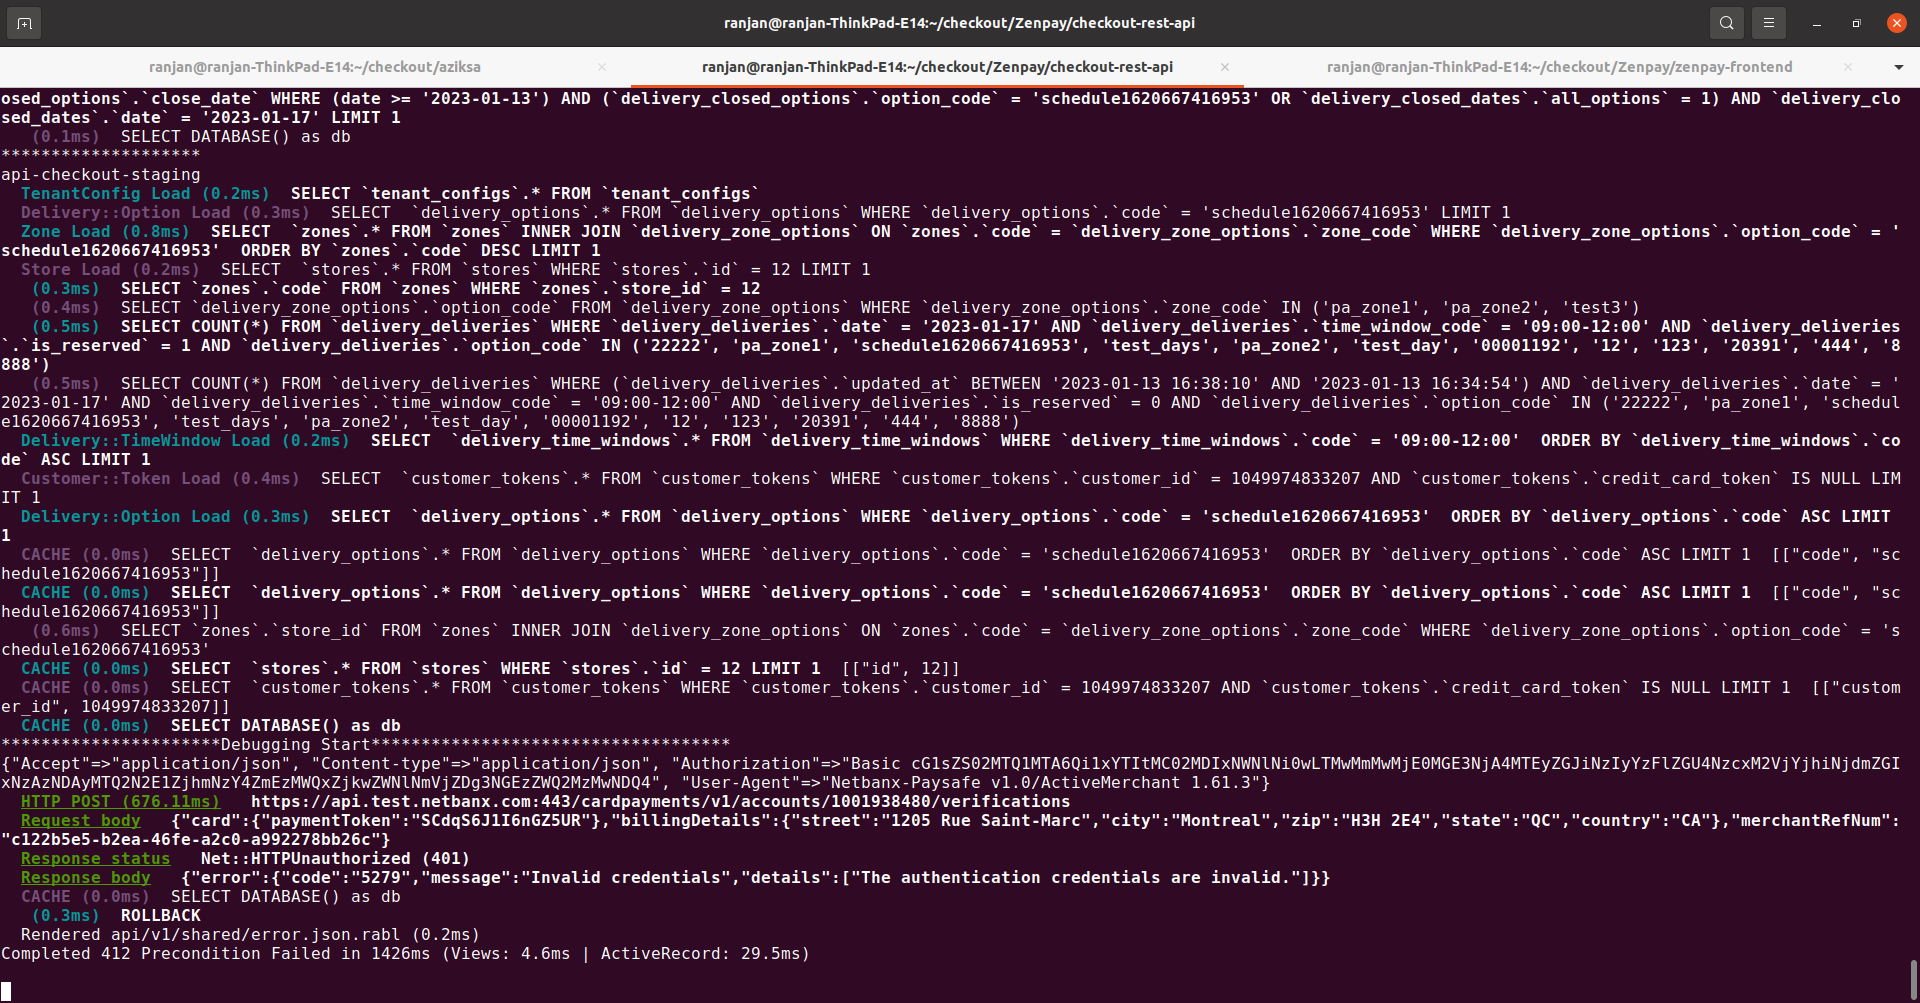 ranjan@ranjan-ThinkPad-E14:~/checkout/Zenpay/checkout-rest-api
ranjan@ranjan-ThinkPad-E14:~/checkout/aziksa
ranjan@ranjan-ThinkPad-E14:~/checkout/Zenpay/checkout-rest-api
ranjan@ranjan-ThinkPad-E14:~/checkout/Zenpay/zenpay-frontend
osed_options`.`close_date` WHERE (date >= '2023-01-13') AND (`delivery_closed_options`.`option_code` = 'schedule1620667416953' OR `delivery_closed_dates`.`all_options` = 1) AND `delivery_clo
sed_dates`.`date` = '2023-01-17' LIMIT 1
(0.1ms)  SELECT DATABASE() as db
********************
api-checkout-staging
TenantConfig Load (0.2ms)  SELECT `tenant_configs`.* FROM `tenant_configs`
Delivery::Option Load (0.3ms)  SELECT  `delivery_options`.* FROM `delivery_options` WHERE `delivery_options`.`code` = 'schedule1620667416953' LIMIT 1
Zone Load (0.8ms)  SELECT  `zones`.* FROM `zones` INNER JOIN `delivery_zone_options` ON `zones`.`code` = `delivery_zone_options`.`zone_code` WHERE `delivery_zone_options`.`option_code` = '
schedule1620667416953'  ORDER BY `zones`.`code` DESC LIMIT 1
Store Load (0.2ms)  SELECT  `stores`.* FROM `stores` WHERE `stores`.`id` = 12 LIMIT 1
(0.3ms)  SELECT `zones`.`code` FROM `zones` WHERE `zones`.`store_id` = 12
(0.4ms)  SELECT `delivery_zone_options`.`option_code` FROM `delivery_zone_options` WHERE `delivery_zone_options`.`zone_code` IN ('pa_zone1', 'pa_zone2', 'test3')
(0.5ms)  SELECT COUNT(*) FROM `delivery_deliveries` WHERE `delivery_deliveries`.`date` = '2023-01-17' AND `delivery_deliveries`.`time_window_code` = '09:00-12:00' AND `delivery_deliveries
`.`is_reserved` = 1 AND `delivery_deliveries`.`option_code` IN ('22222', 'pa_zone1', 'schedule1620667416953', 'test_days', 'pa_zone2', 'test_day', '00001192', '12', '123', '20391', '444', '8
888')
(0.5ms)  SELECT COUNT(*) FROM `delivery_deliveries` WHERE (`delivery_deliveries`.`updated_at` BETWEEN '2023-01-13 16:38:10' AND '2023-01-13 16:34:54') AND `delivery_deliveries`.`date` = '
2023-01-17' AND `delivery_deliveries`.`time_window_code` = '09:00-12:00' AND `delivery_deliveries`.`is_reserved` = 0 AND `delivery_deliveries`.`option_code` IN ('22222', 'pa_zone1', 'schedul
e1620667416953', 'test_days', 'pa_zone2', 'test_day', '00001192', '12', '123', '20391', '444', '8888')
Delivery::TimeWindow Load (0.2ms)  SELECT  `delivery_time_windows`.* FROM `delivery_time_windows` WHERE `delivery_time_windows`.`code` = '09:00-12:00'  ORDER BY `delivery_time_windows`.`co
de` ASC LIMIT 1
Customer::Token Load (0.4ms)  SELECT  `customer_tokens`.* FROM `customer_tokens` WHERE `customer_tokens`.`customer_id` = 1049974833207 AND `customer_tokens`.`credit_card_token` IS NULL LIM
IT 1
Delivery::Option Load (0.3ms)  SELECT  `delivery_options`.* FROM `delivery_options` WHERE `delivery_options`.`code` = 'schedule1620667416953'  ORDER BY `delivery_options`.`code` ASC LIMIT
1
CACHE (0.0ms)  SELECT  `delivery_options`.* FROM `delivery_options` WHERE `delivery_options`.`code` = 'schedule1620667416953'  ORDER BY `delivery_options`.`code` ASC LIMIT 1  [["code", "sc
hedule1620667416953"]]
CACHE (0.0ms)  SELECT  `delivery_options`.* FROM `delivery_options` WHERE `delivery_options`.`code` = 'schedule1620667416953'  ORDER BY `delivery_options`.`code` ASC LIMIT 1  [["code", "sc
hedule1620667416953"]]
(0.6ms)  SELECT `zones`.`store_id` FROM `zones` INNER JOIN `delivery_zone_options` ON `zones`.`code` = `delivery_zone_options`.`zone_code` WHERE `delivery_zone_options`.`option_code` = 's
chedule1620667416953'
CACHE (0.0ms)  SELECT  `stores`.* FROM `stores` WHERE `stores`.`id` = 12 LIMIT 1  [["id", 12]]
CACHE (0.0ms)  SELECT  `customer_tokens`.* FROM `customer_tokens` WHERE `customer_tokens`.`customer_id` = 1049974833207 AND `customer_tokens`.`credit_card_token` IS NULL LIMIT 1  [["custom
er_id", 1049974833207]]
CACHE (0.0ms)  SELECT DATABASE() as db
**********************Debugging Start************************************
{"Accept"=>"application/json", "Content-type"=>"application/json", "Authorization"=>"Basic cG1sZS02MTQ1MTA6Qi1xYTItMC02MDIxNWNlNi0wLTMwMmMwMjE0MGE3NjA4MTEyZGJiNzIyYzFlZGU4NzcxM2VjYjhiNjdmZGI
xNzAzNDAyMTQ2N2E1ZjhmNzY4ZmEzMWQxZjkwZWNlNmVjZDg3NGEzZWQ2MzMwNDQ4", "User-Agent"=>"Netbanx-Paysafe v1.0/ActiveMerchant 1.61.3"}
HTTP POST (676.11ms)   https://api.test.netbanx.com:443/cardpayments/v1/accounts/1001938480/verifications
Request body   {"card":{"paymentToken":"SCdqS6J1I6nGZ5UR"},"billingDetails":{"street":"1205 Rue Saint-Marc","city":"Montreal","zip":"H3H 2E4","state":"QC","country":"CA"},"merchantRefNum":
"c122b5e5-b2ea-46fe-a2c0-a992278bb26c"}
Response status   Net::HTTPUnauthorized (401)
Response body   {"error":{"code":"5279","message":"Invalid credentials","details":["The authentication credentials are invalid."]}}
CACHE (0.0ms)  SELECT DATABASE() as db
(0.3ms)  ROLLBACK
Rendered api/v1/shared/error.json.rabl (0.2ms)
Completed 412 Precondition Failed in 1426ms (Views: 4.6ms | ActiveRecord: 29.5ms)